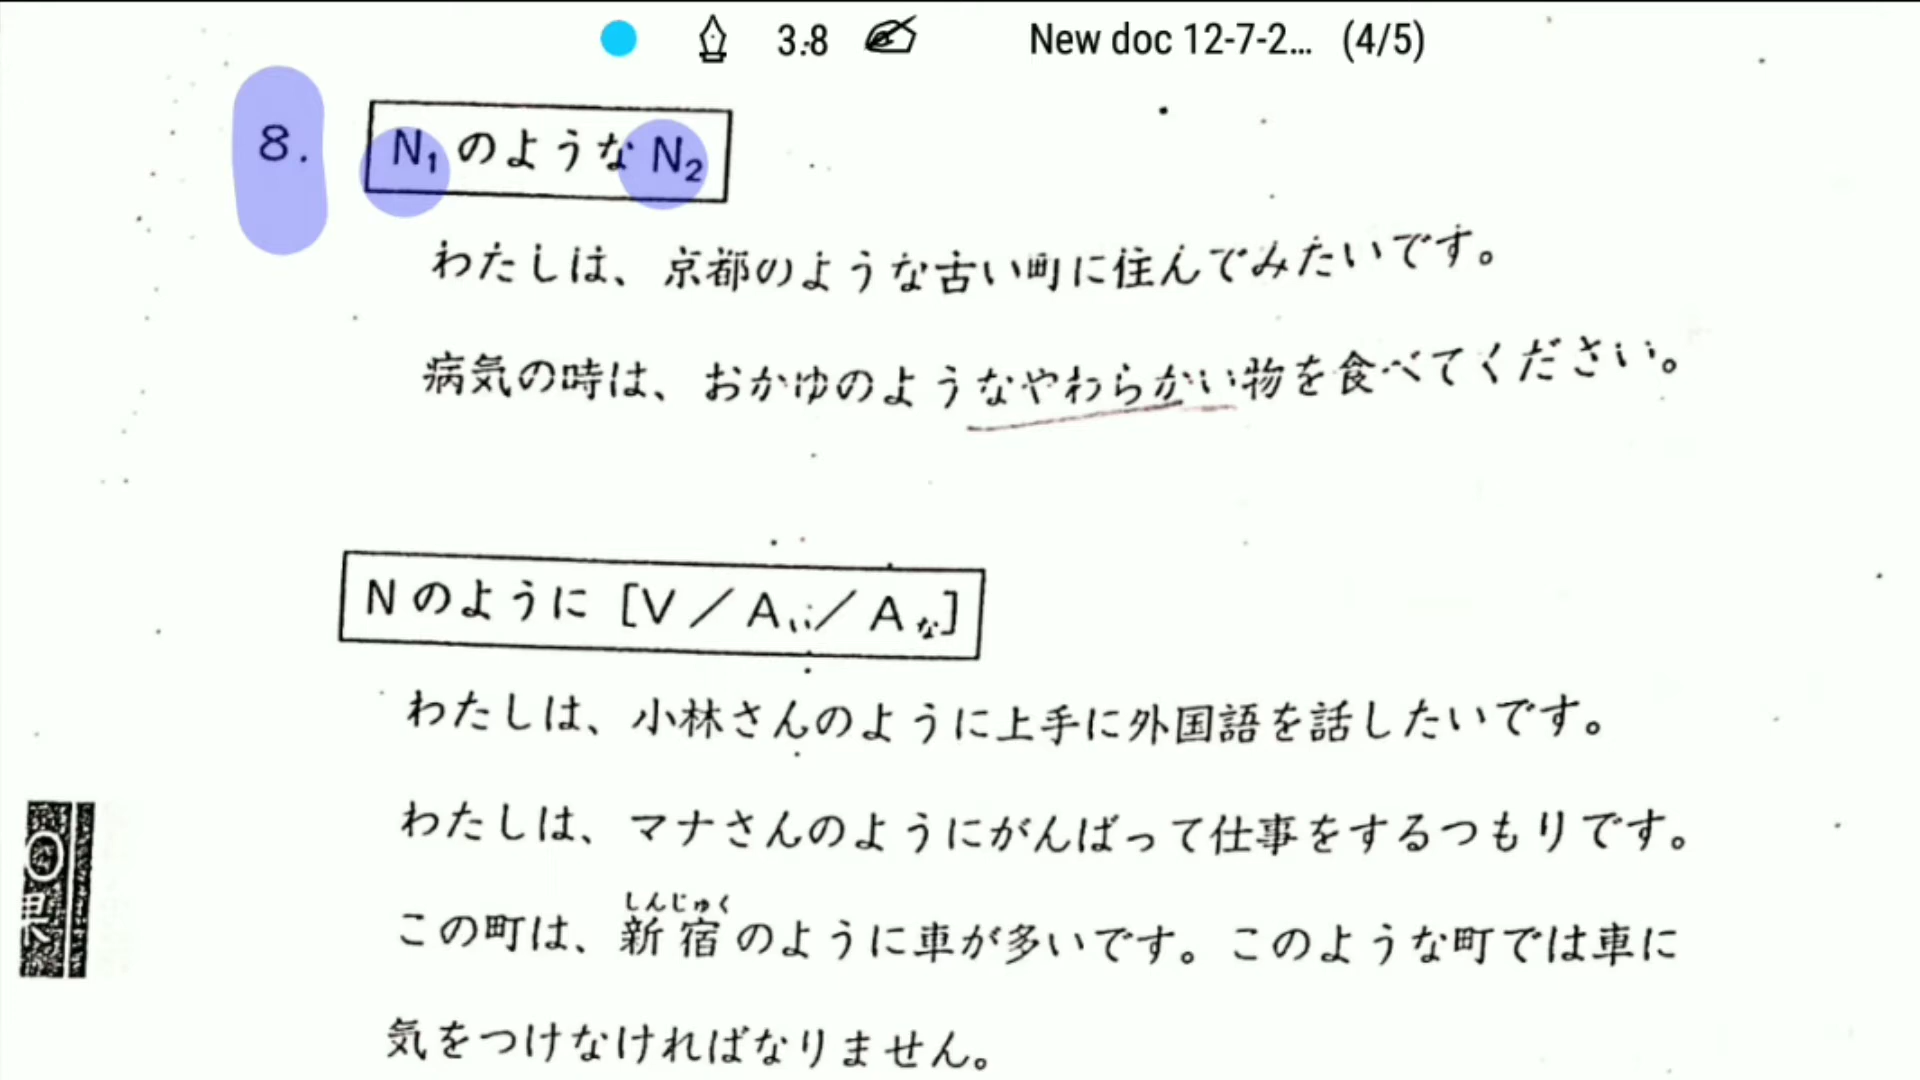 3.8 New doc 12-7-2... (4/5)
8. N₁のようなN₂
わたしは、京都のような古い町に住んでみたいです。
病気の時は、おかゆのようなやわらかい物を食べてください。
Nのように［V／Aい／Aな］
わたしは、小林さんのように上手に外国語を話したいです。
わたしは、マナさんのようにがんばって仕事をするつもりです。
しんじゅく
この町は、新宿のように車が多いです。このような町では車に
気をつけなければなりません。